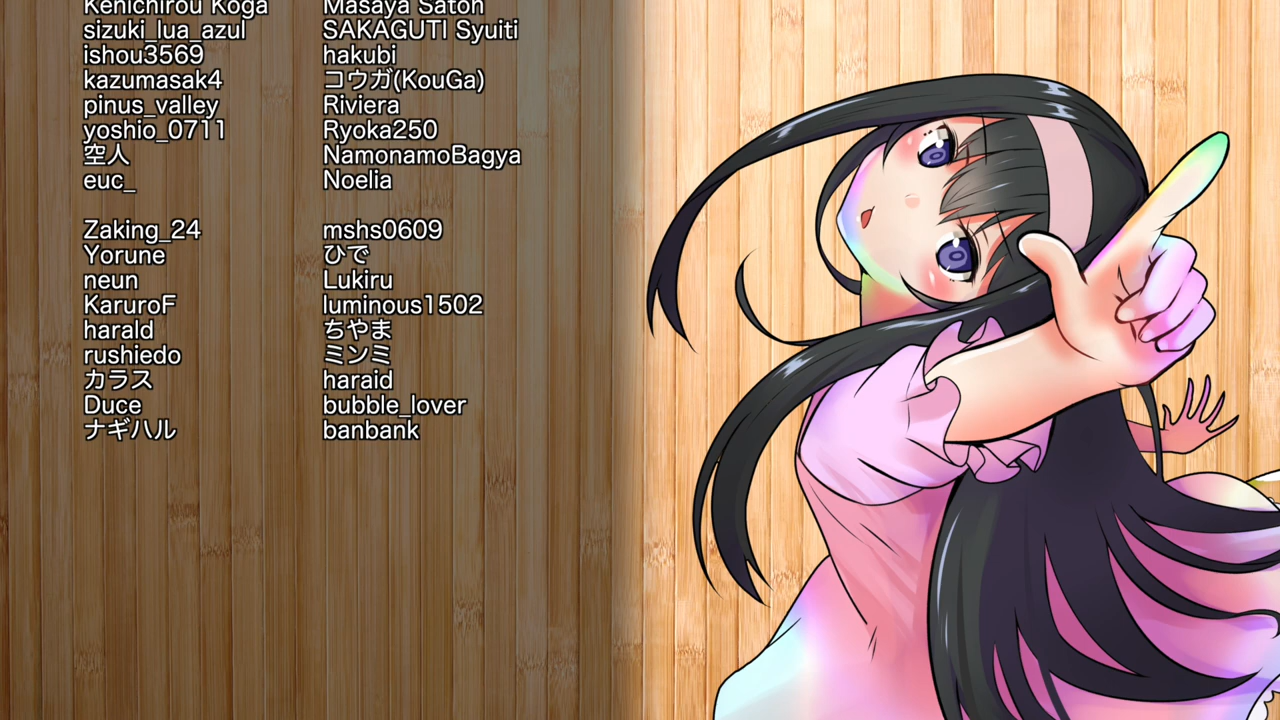 Kenichirou Koga
Masaya Satoh
sizuki_lua_azul
SAKAGUTI Syuiti
ishou3569
hakubi
kazumasak4
コウガ(KouGa)
pinus_valley
Riviera
yoshio_0711
Ryoka250
空人
NamonamoBagya
euc_
Noelia
Zaking_24
mshs0609
Yorune
ひで
neun
Lukiru
KaruroF
luminous1502
harald
ちやま
rushiedo
ミンミ
カラス
haraid
Duce
bubble_lover
ナギハル
banbank